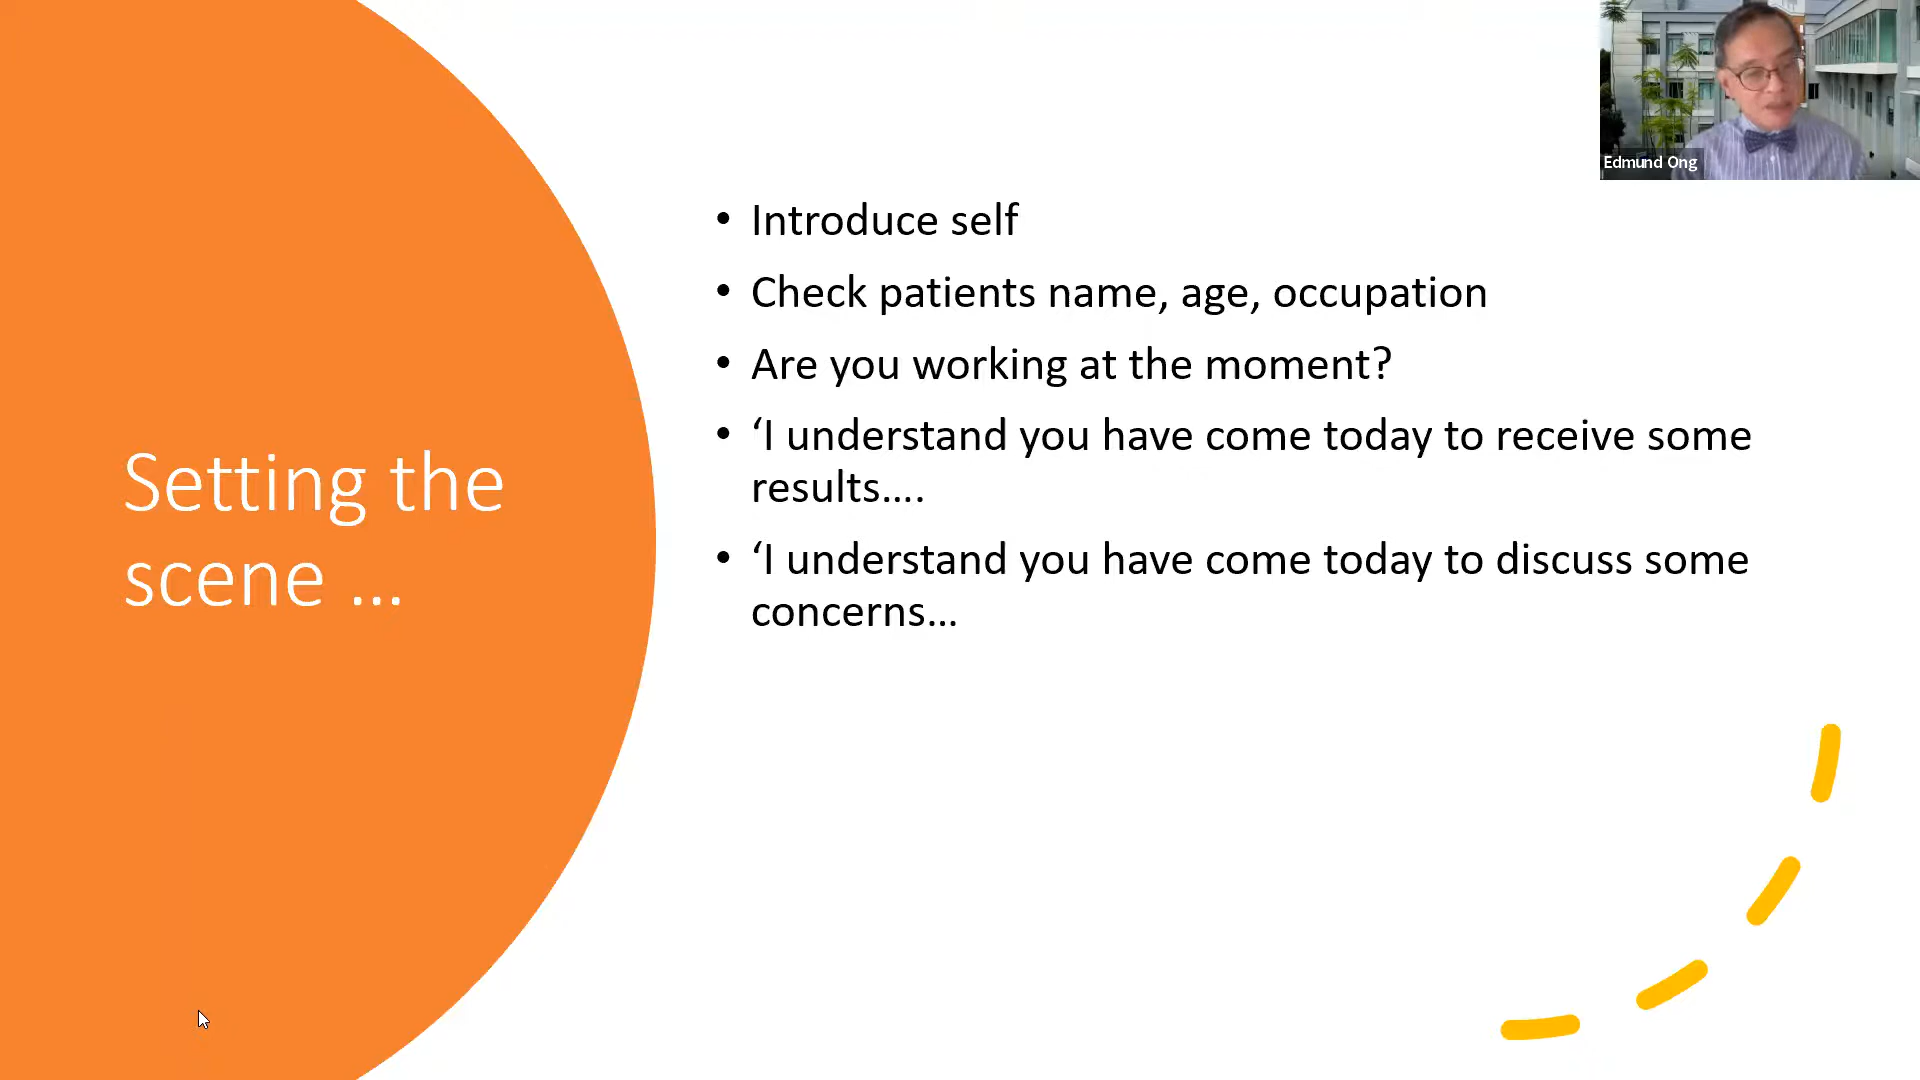 Edmund Ong
Setting the
scene ...
• Introduce self
• Check patients name, age, occupation
• Are you working at the moment?
• ‘I understand you have come today to receive some
results....
• ‘I understand you have come today to discuss some
concerns...